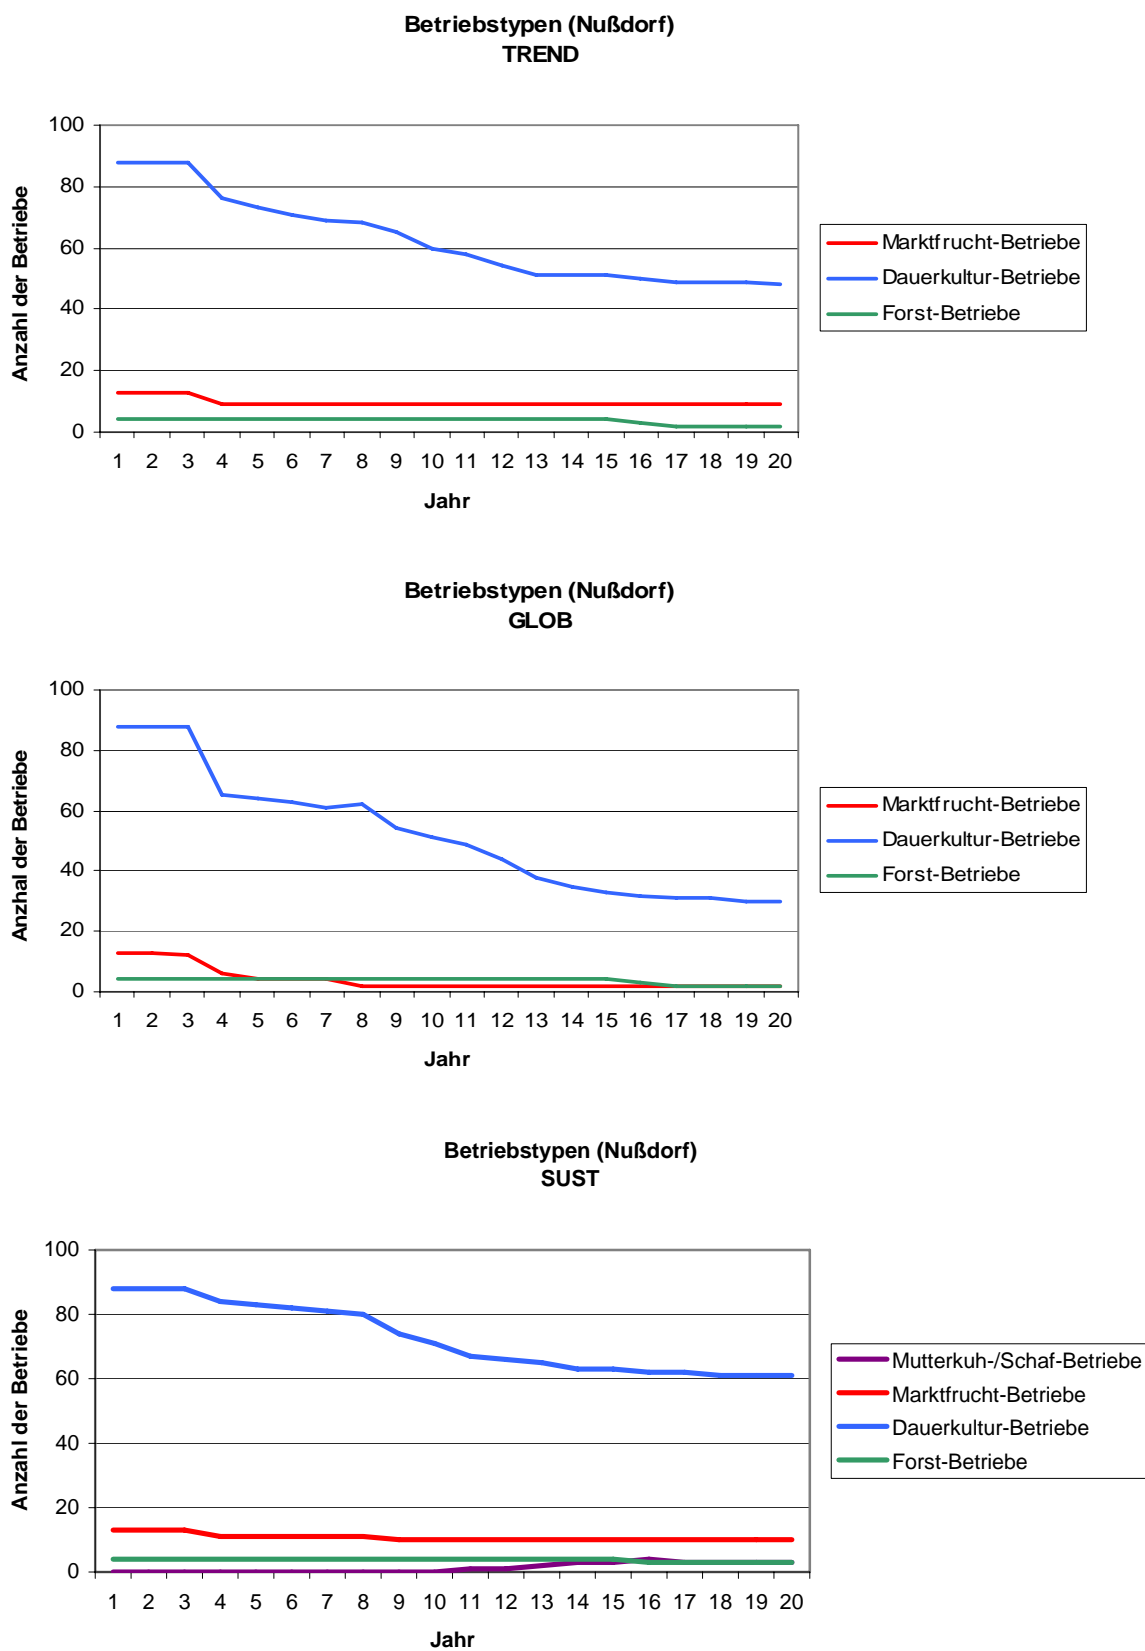 Betriebstypen (Nußdorf)
TREND
Anzahl der Betriebe
100
80
60
40
20
0
1 2 3 4 5 6 7 8 9 10 11 12 13 14 15 16 17 18 19 20
Jahr
Marktfrucht-Betriebe
Dauerkultur-Betriebe
Forst-Betriebe
Betriebstypen (Nußdorf)
GLOB
Anzhal der Betriebe
100
80
60
40
20
0
1 2 3 4 5 6 7 8 9 10 11 12 13 14 15 16 17 18 19 20
Jahr
Marktfrucht-Betriebe
Dauerkultur-Betriebe
Forst-Betriebe
Betriebstypen (Nußdorf)
SUST
Anzahl der Betriebe
100
80
60
40
20
0
1 2 3 4 5 6 7 8 9 10 11 12 13 14 15 16 17 18 19 20
Jahr
Mutterkuh-/Schaf-Betriebe
Marktfrucht-Betriebe
Dauerkultur-Betriebe
Forst-Betriebe